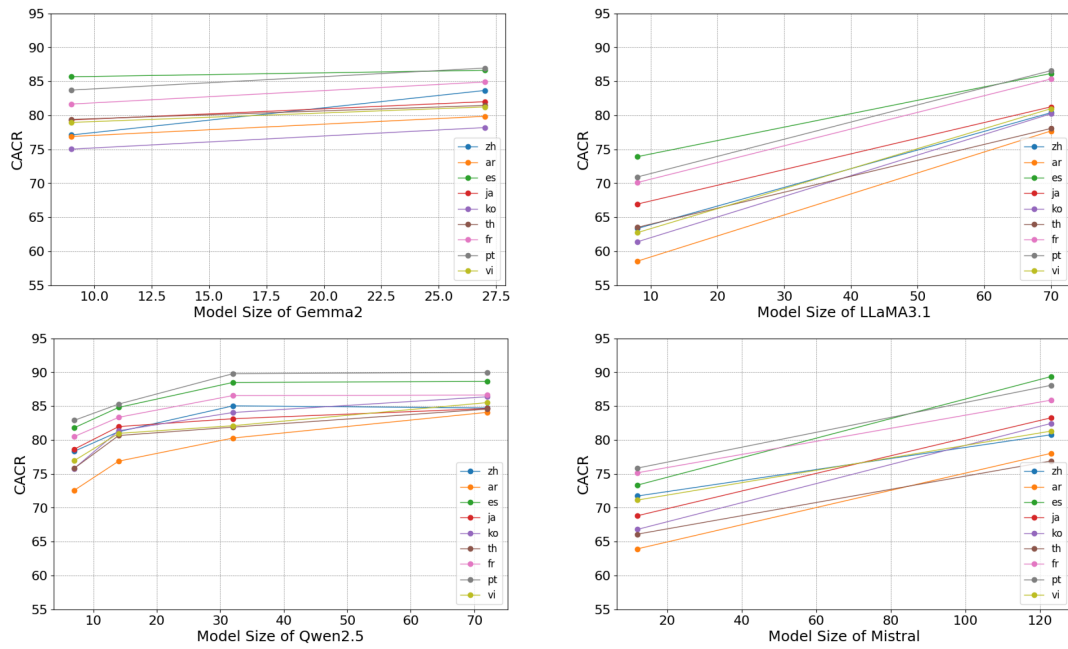 95
90
85
80
75
70
65
60
55
CACR
zh
ar
es
ja
ko
th
fr
pt
vi
10.0 12.5 15.0 17.5 20.0 22.5 25.0 27.5
Model Size of Gemma2
95
90
85
80
75
70
65
60
55
CACR
zh
ar
es
ja
ko
th
fr
pt
vi
10 20 30 40 50 60 70
Model Size of LLaMA3.1
95
90
85
80
75
70
65
60
55
CACR
zh
ar
es
ja
ko
th
fr
pt
vi
10 20 30 40 50 60 70
Model Size of Qwen2.5
95
90
85
80
75
70
65
60
55
CACR
zh
ar
es
ja
ko
th
fr
pt
vi
20 40 60 80 100 120
Model Size of Mistral